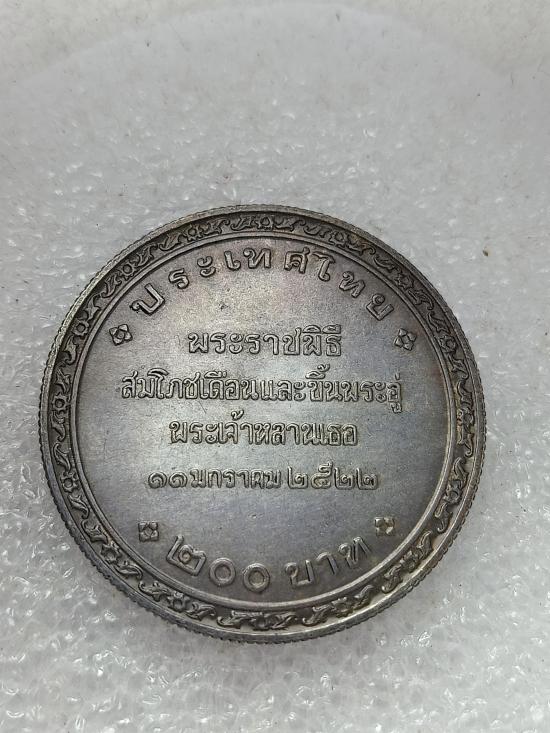 ประเทศไทย
พระราชพิธี
สมโภชเดือนและขึ้นพระอู่
พระเจ้าหลานเธอ
๑๑ มกราคม ๒๕๒๒
๒๐๐ บาท